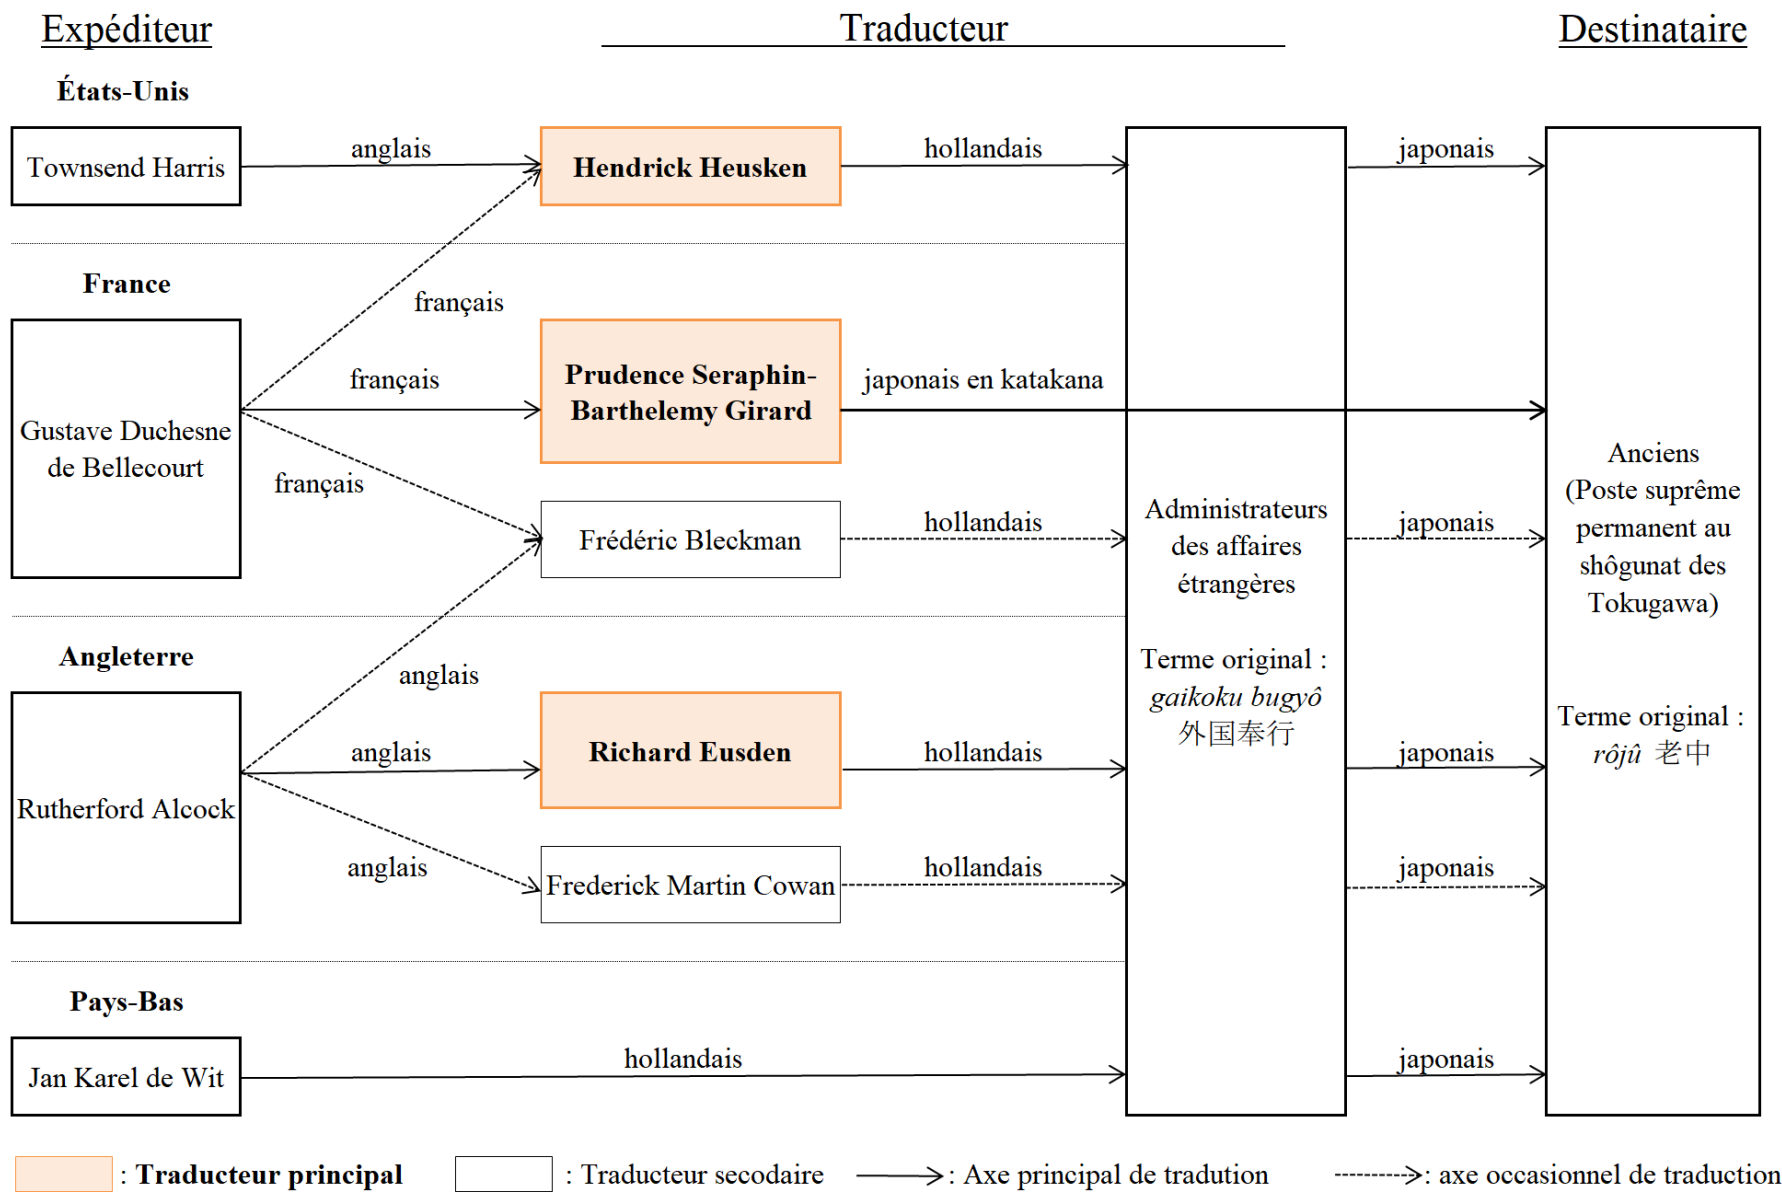 Expéditeur
Traducteur
Destinataire
États-Unis
Townsend Harris
anglais
Hendrick Heusken
hollandais
japonais
France
français
Gustave Duchesne
de Bellecourt
français
français
Prudence Seraphin-
Barthelemy Girard
japonais en katakana
Frédéric Bleckman
hollandais
japonais
Administrateurs
des affaires
étrangères
Terme original :
gaikoku bugyô
外国奉行
Anciens
(Poste suprême
permanent au
shôgunat des
Tokugawa)
Terme original :
rôjû 老中
Angleterre
anglais
Rutherford Alcock
anglais
Richard Eusden
hollandais
japonais
anglais
Frederick Martin Cowan
hollandais
japonais
Pays-Bas
Jan Karel de Wit
hollandais
japonais
: Traducteur principal
: Traducteur secodaire
: Axe principal de tradution
: axe occasionnel de traduction